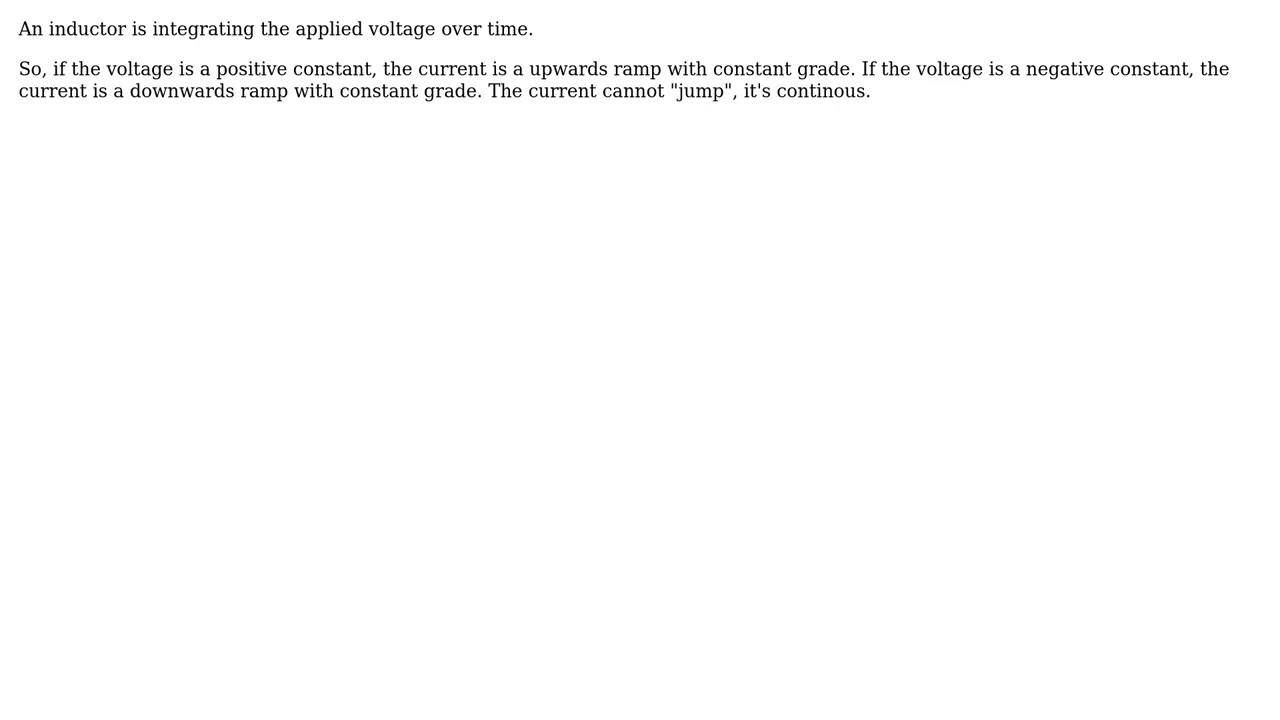 An inductor is integrating the applied voltage over time.
So, if the voltage is a positive constant, the current is a upwards ramp with constant grade. If the voltage is a negative constant, the
current is a downwards ramp with constant grade. The current cannot "jump", it's continous.